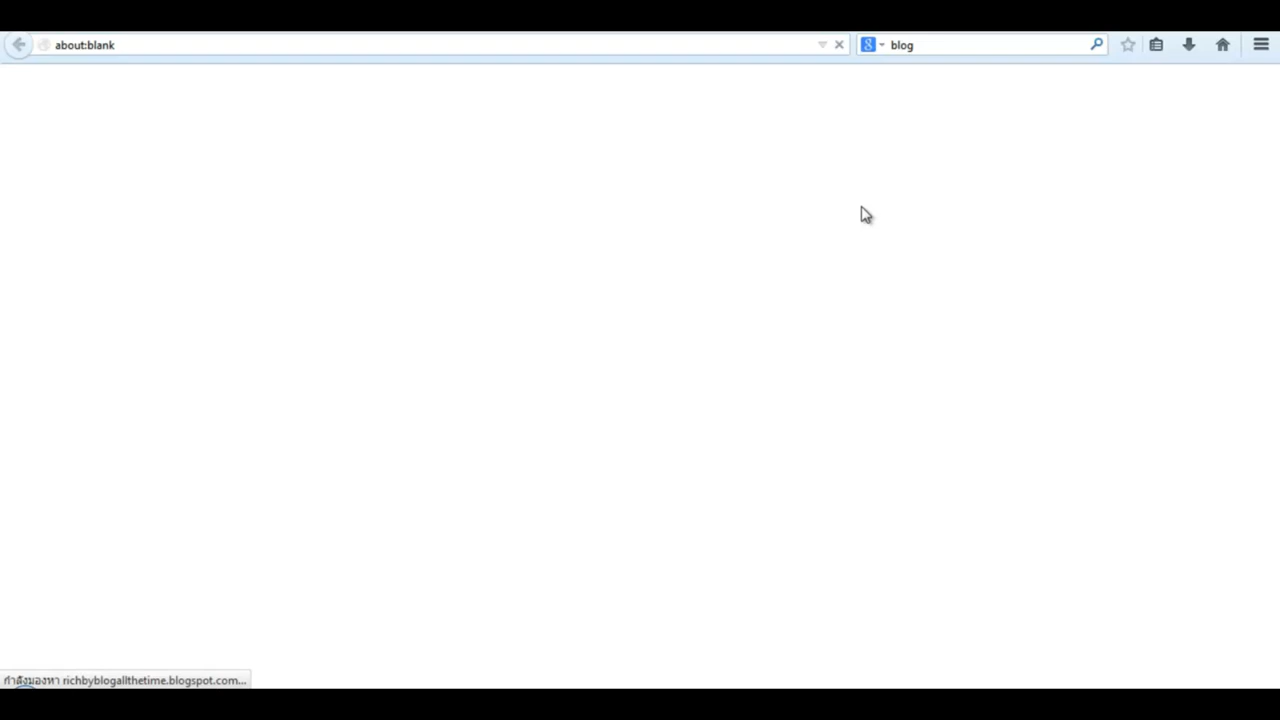 about:blank
blog
กำลังมองหา richbyblogallthetime.blogspot.com...